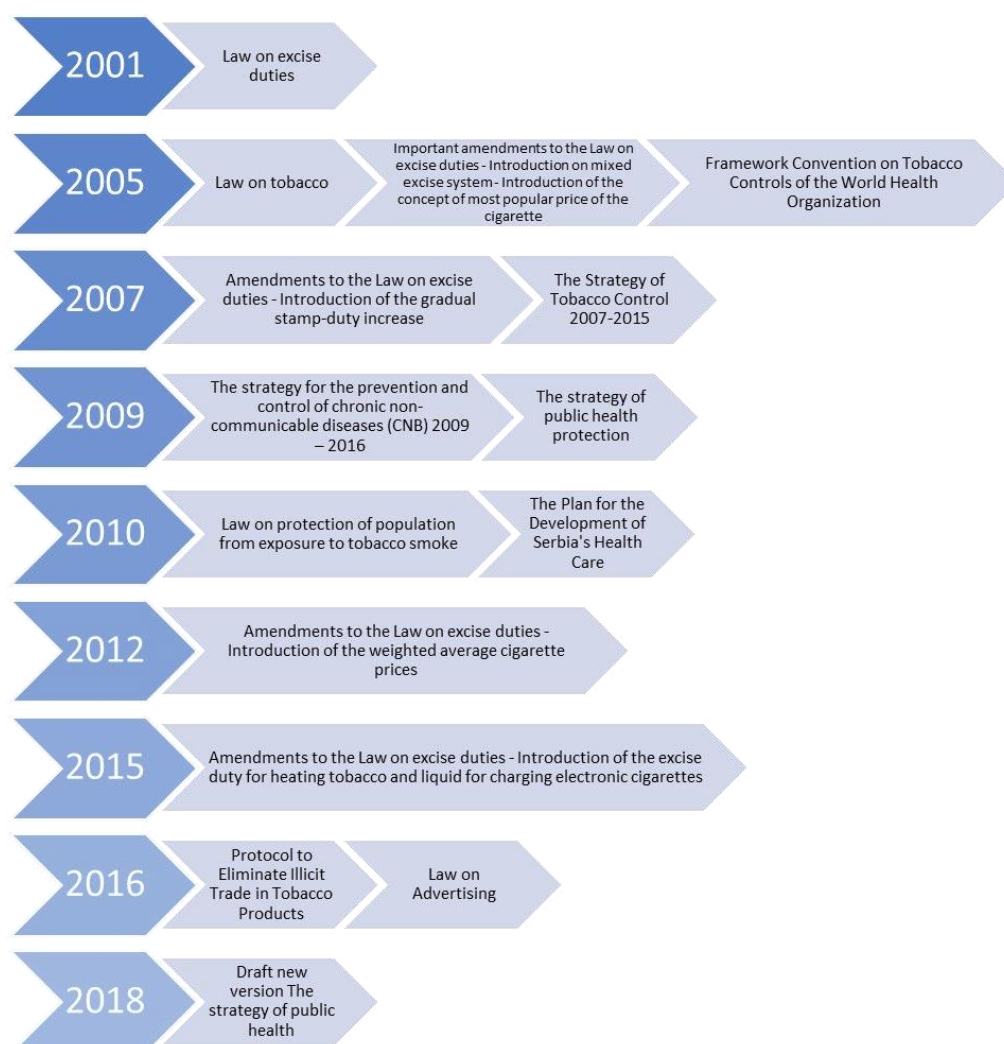 2001
Law on excise
duties
2005
Law on tobacco
Important amendments to the Law on
excise duties - Introduction on mixed
excise system - Introduction of the
concept of most popular price of the
cigarette
Framework Convention on Tobacco
Controls of the World Health
Organization
2007
Amendments to the Law on excise
duties - Introduction of the gradual
stamp-duty increase
The Strategy of
Tobacco Control
2007-2015
2009
The strategy for the prevention and
control of chronic non-
communicable diseases (CNB) 2009
– 2016
The strategy of
public health
protection
2010
Law on protection of population
from exposure to tobacco smoke
The Plan for the
Development of
Serbia's Health
Care
2012
Amendments to the Law on excise duties -
Introduction of the weighted average cigarette
prices
2015
Amendments to the Law on excise duties - Introduction of the excise
duty for heating tobacco and liquid for charging electronic cigarettes
2016
Protocol to
Eliminate Illicit
Trade in Tobacco
Products
Law on
Advertising
2018
Draft new
version The
strategy of public
health